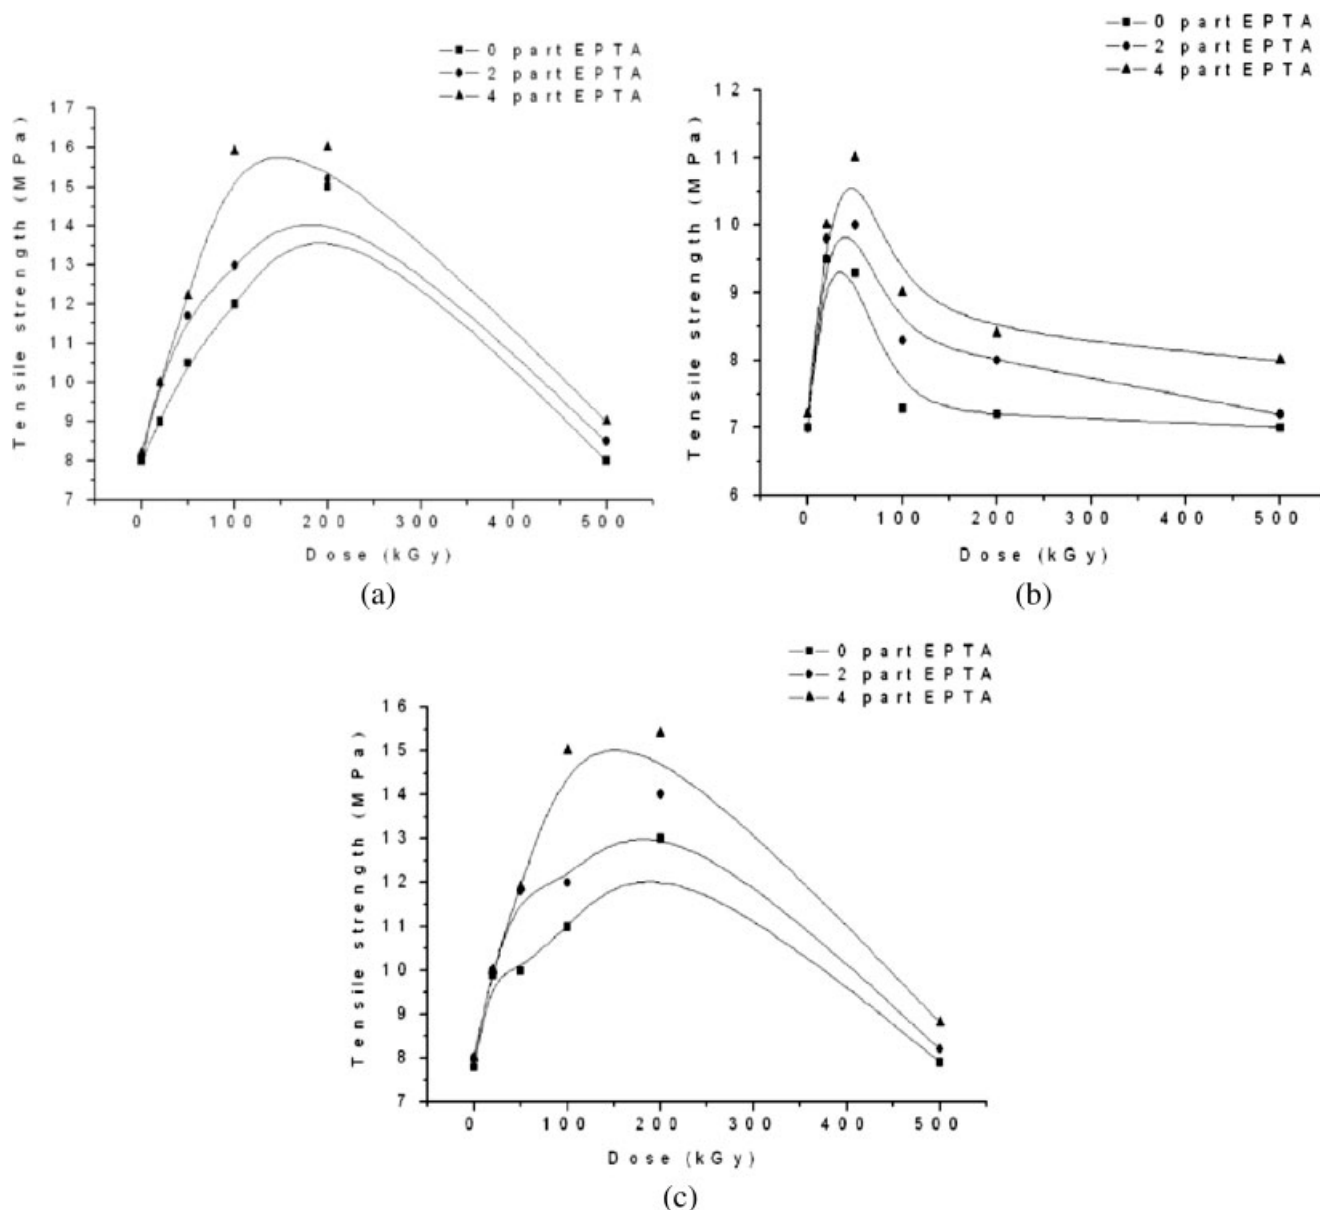 0 part EPTA
2 part EPTA
4 part EPTA
Tensile strength (MPa)
17
16
15
14
13
12
11
10
9
8
7
0 100 200 300 400 500
Dose (kGy)
(a)
0 part EPTA
2 part EPTA
4 part EPTA
Tensile strength (MPa)
12
11
10
9
8
7
6
0 100 200 300 400 500
Dose (kGy)
(b)
0 part EPTA
2 part EPTA
4 part EPTA
Tensile strength (MPa)
16
15
14
13
12
11
10
9
8
7
0 100 200 300 400 500
Dose (kGy)
(c)